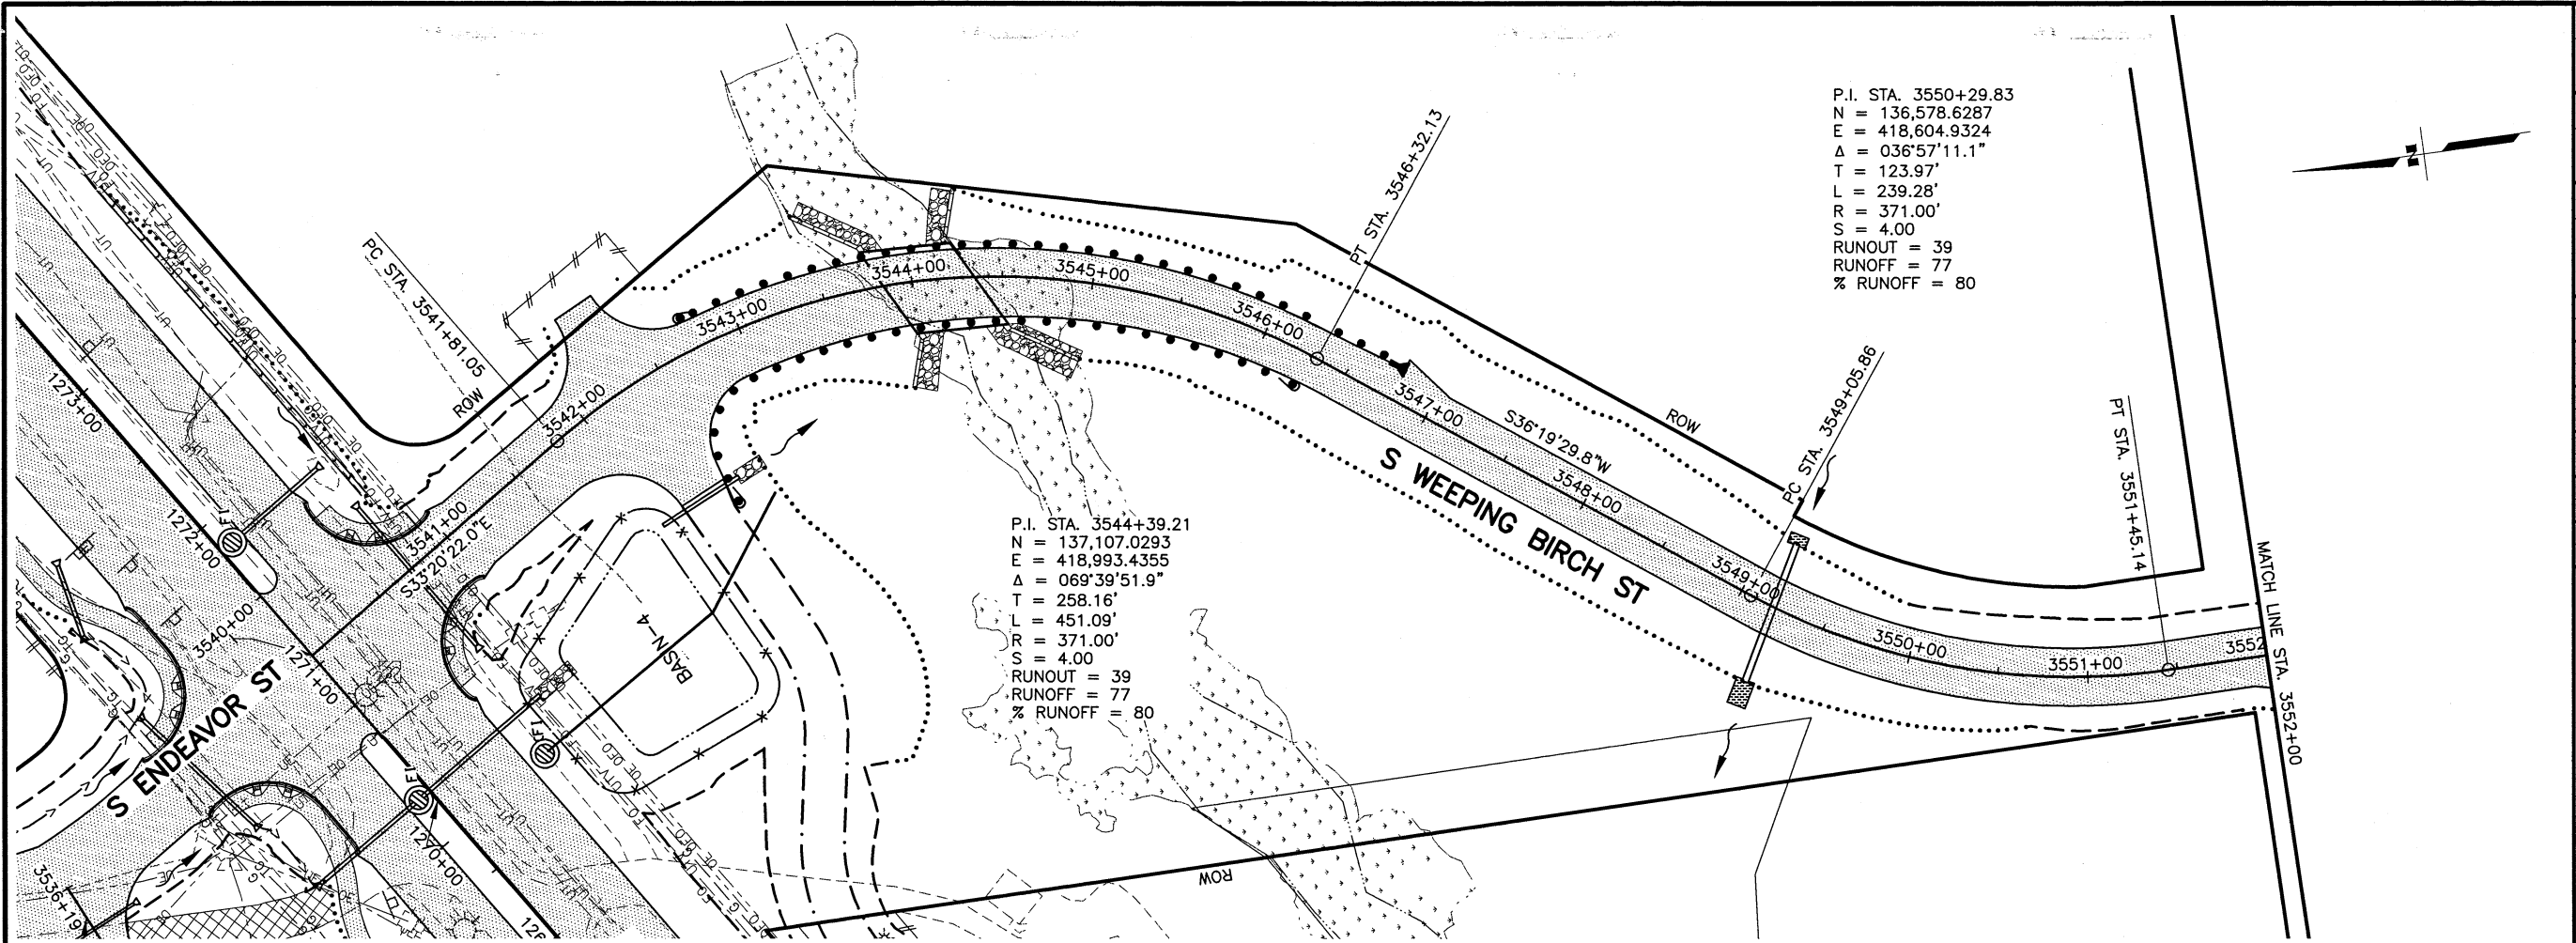 P.I. STA. 3550+29.83
N = 136,578.6287
E = 418,604.9324
Δ = 036°57'11.1"
T = 123.97'
L = 239.28'
R = 371.00'
S = 4.00
RUNOUT = 39
RUNOFF = 77
% RUNOFF = 80
N
PT STA. 3546+32.13
PC STA. 3541+81.05
ROW
3542+00
3543+00
3544+00
3545+00
3546+00
3547+00
S36°19'29.8"W
ROW
3548+00
PC STA. 3549+05.86
3549+00
3550+00
3551+00
PT STA. 3551+45.14
3552
MATCH LINE STA. 3552+00
S WEEPING BIRCH ST
P.I. STA. 3544+39.21
N = 137,107.0293
E = 418,993.4355
Δ = 069°39'51.9"
T = 258.16'
L = 451.09'
R = 371.00'
S = 4.00
RUNOUT = 39
RUNOFF = 77
% RUNOFF = 80
1273+00
1272+00
3541+00
S33°20'22.0"E
3540+00
1271+00
S ENDEAVOR ST
BASIN-4
1270+00
3536+19
126
ROW